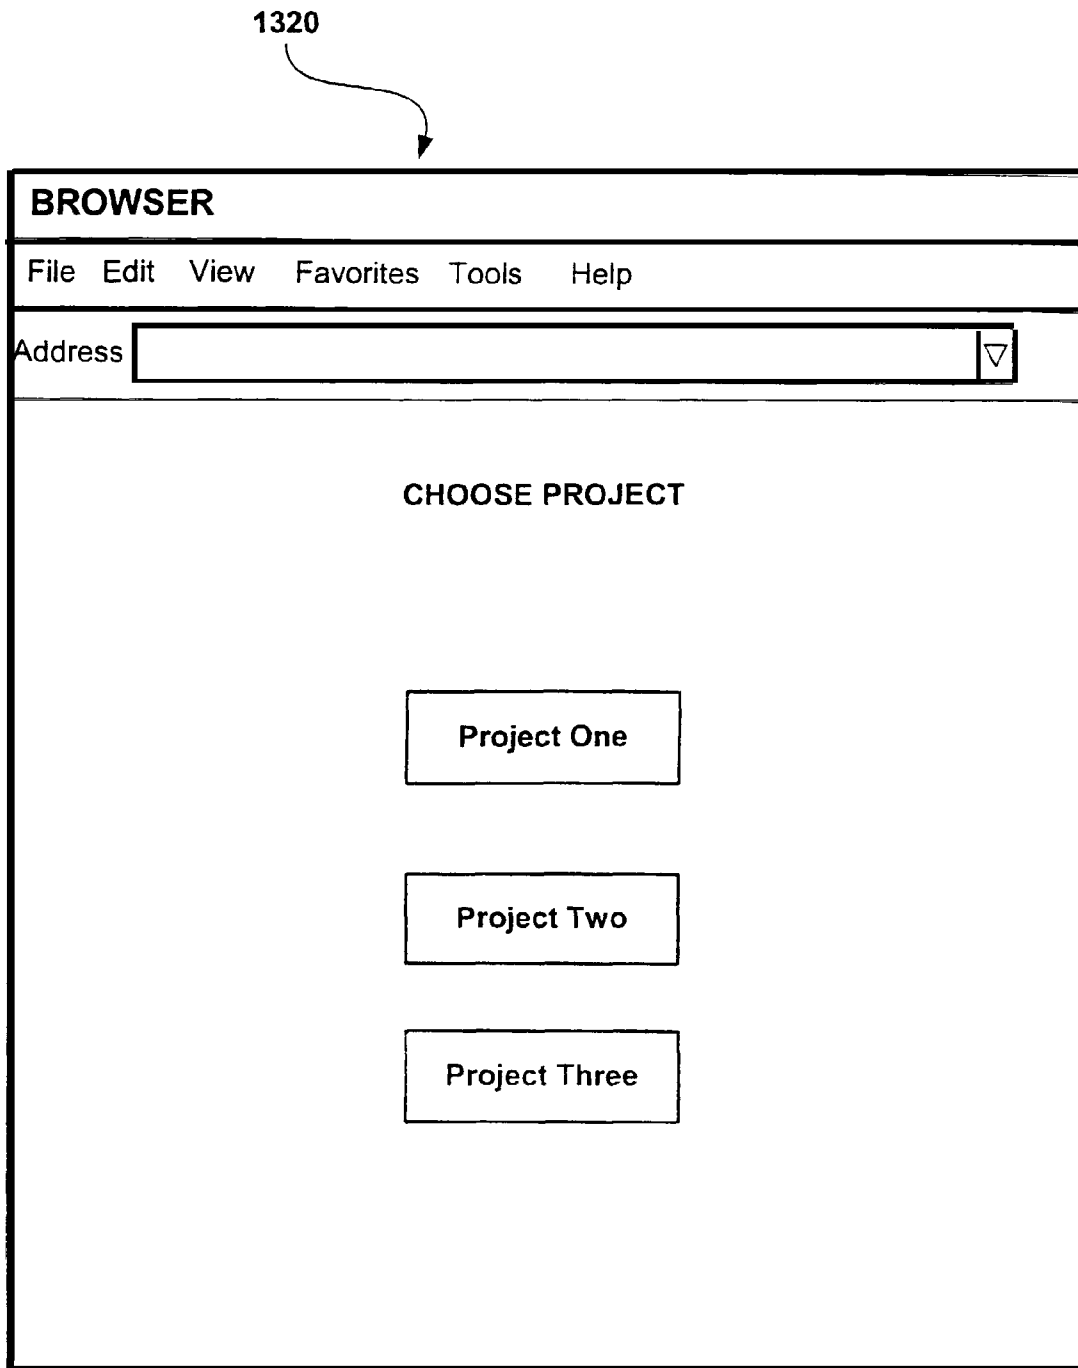 1320
BROWSER
File Edit View Favorites Tools Help
Address
CHOOSE PROJECT
Project One
Project Two
Project Three